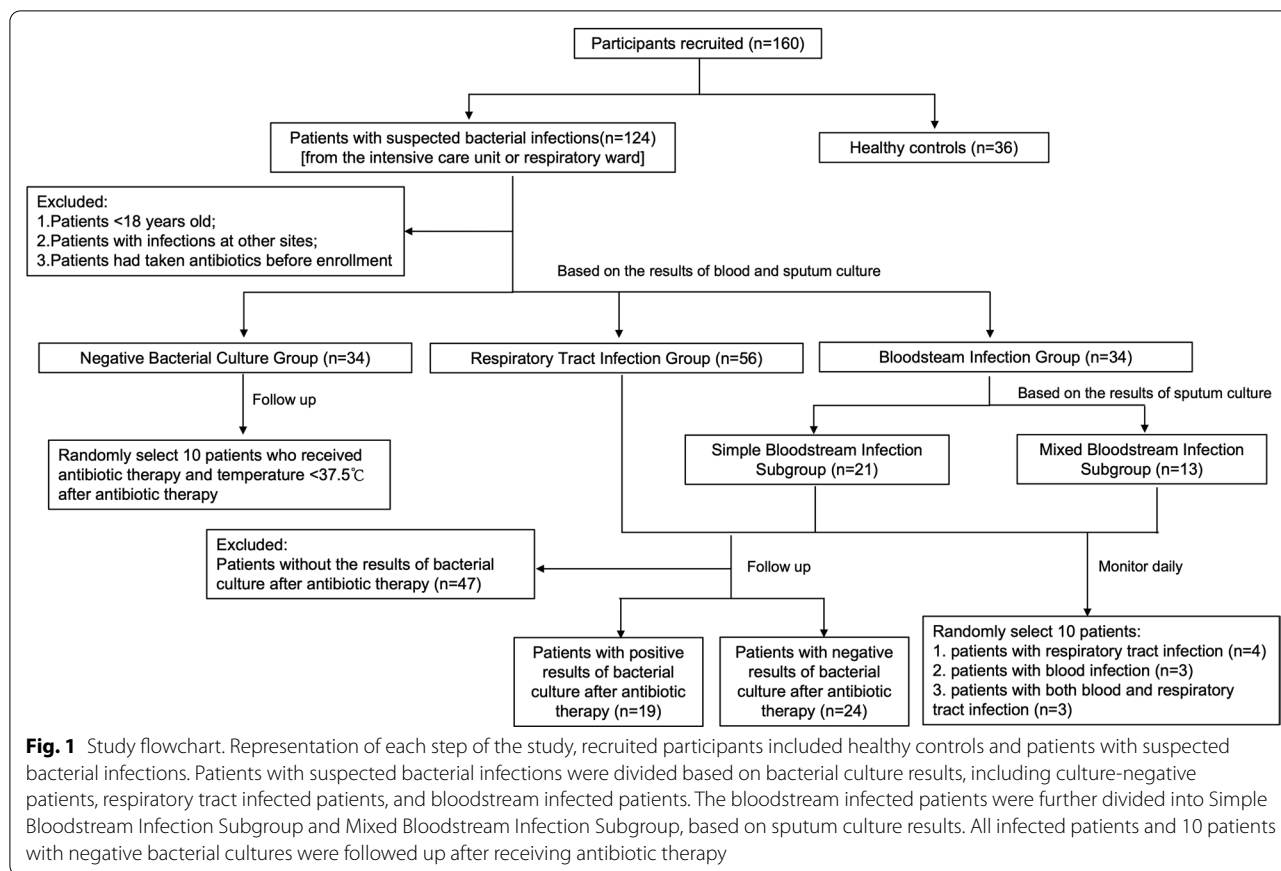 Participants recruited (n=160)
Patients with suspected bacterial infections(n=124)
[from the intensive care unit or respiratory ward]
Healthy controls (n=36)
Excluded:
1.Patients <18 years old;
2.Patients with infections at other sites;
3.Patients had taken antibiotics before enrollment
Based on the results of blood and sputum culture
Negative Bacterial Culture Group (n=34)
Respiratory Tract Infection Group (n=56)
Bloodsteam Infection Group (n=34)
Follow up
Based on the results of sputum culture
Randomly select 10 patients who received
antibiotic therapy and temperature <37.5℃
after antibiotic therapy
Simple Bloodstream Infection
Subgroup (n=21)
Mixed Bloodstream Infection
Subgroup (n=13)
Excluded:
Patients without the results of bacterial
culture after antibiotic therapy (n=47)
Follow up
Monitor daily
Patients with positive
results of bacterial
culture after antibiotic
therapy (n=19)
Patients with negative
results of bacterial
culture after antibiotic
therapy (n=24)
Randomly select 10 patients:
1. patients with respiratory tract infection (n=4)
2. patients with blood infection (n=3)
3. patients with both blood and respiratory
tract infection (n=3)
Fig. 1 Study flowchart. Representation of each step of the study, recruited participants included healthy controls and patients with suspected
bacterial infections. Patients with suspected bacterial infections were divided based on bacterial culture results, including culture-negative
patients, respiratory tract infected patients, and bloodstream infected patients. The bloodstream infected patients were further divided into Simple
Bloodstream Infection Subgroup and Mixed Bloodstream Infection Subgroup, based on sputum culture results. All infected patients and 10 patients
with negative bacterial cultures were followed up after receiving antibiotic therapy